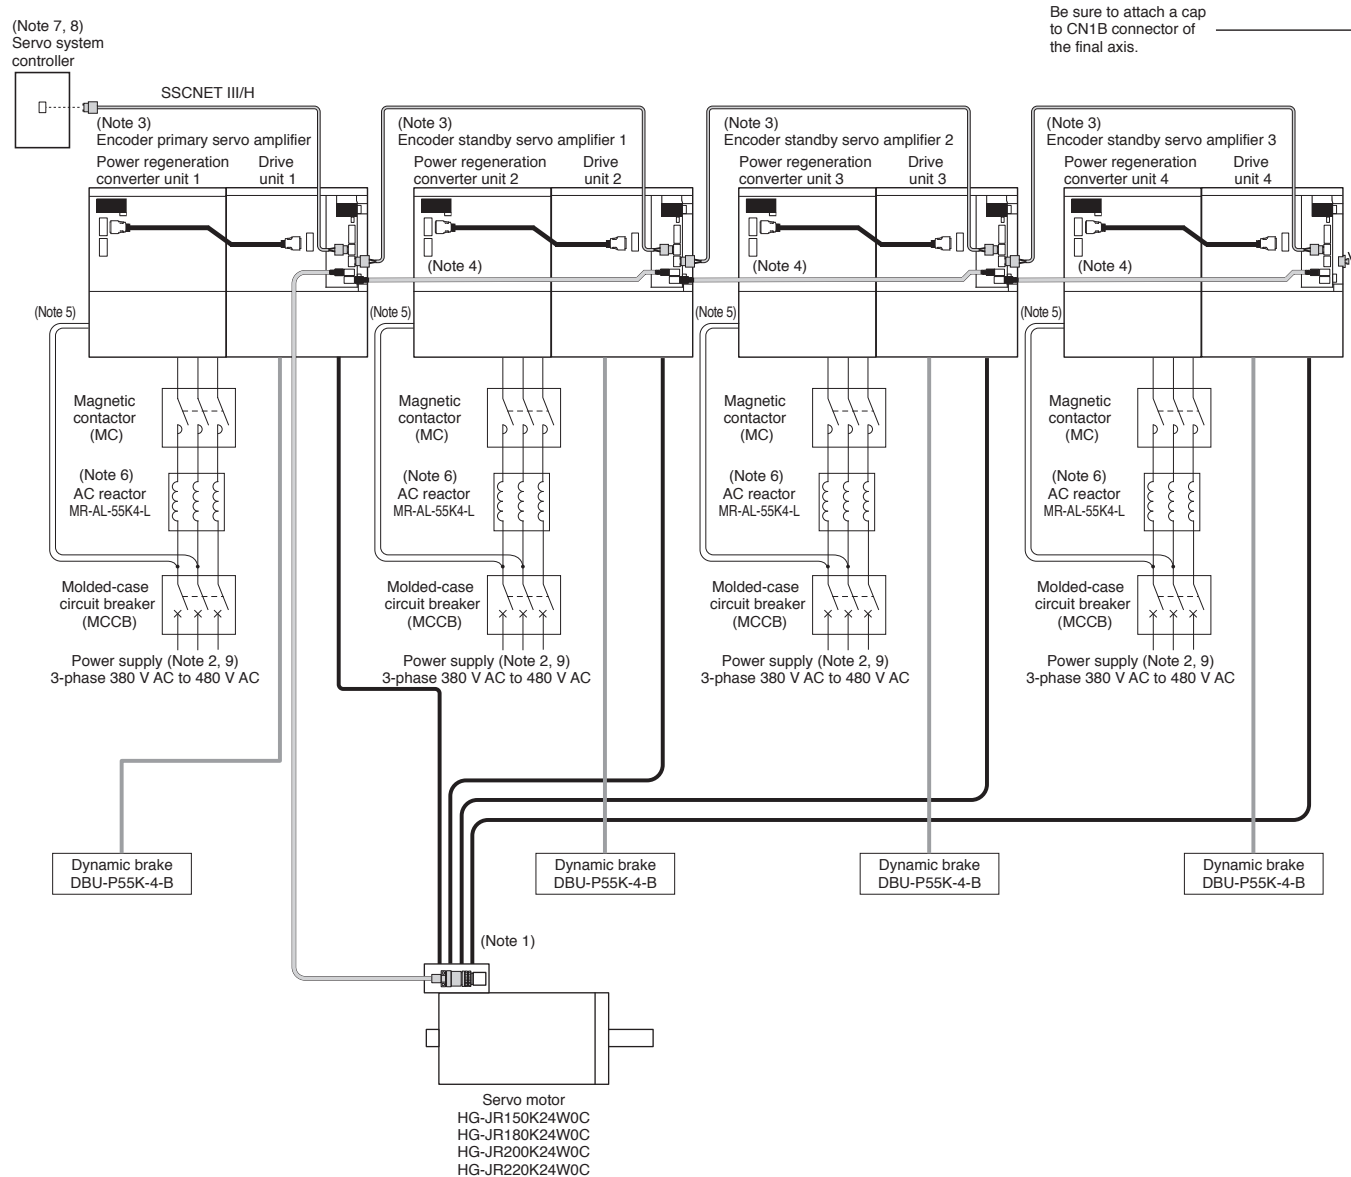 Be sure to attach a cap
to CN1B connector of
the final axis.
(Note 7, 8)
Servo system
controller
SSCNET III/H
(Note 3)
Encoder primary servo amplifier
Power regeneration
converter unit 1
Drive
unit 1
(Note 3)
Encoder standby servo amplifier 1
Power regeneration
converter unit 2
Drive
unit 2
(Note 3)
Encoder standby servo amplifier 2
Power regeneration
converter unit 3
Drive
unit 3
(Note 3)
Encoder standby servo amplifier 3
Power regeneration
converter unit 4
Drive
unit 4
(Note 4)
(Note 4)
(Note 4)
(Note 5)
(Note 5)
(Note 5)
(Note 5)
Magnetic
contactor
(MC)
Magnetic
contactor
(MC)
Magnetic
contactor
(MC)
Magnetic
contactor
(MC)
(Note 6)
AC reactor
MR-AL-55K4-L
(Note 6)
AC reactor
MR-AL-55K4-L
(Note 6)
AC reactor
MR-AL-55K4-L
(Note 6)
AC reactor
MR-AL-55K4-L
Molded-case
circuit breaker
(MCCB)
Molded-case
circuit breaker
(MCCB)
Molded-case
circuit breaker
(MCCB)
Molded-case
circuit breaker
(MCCB)
Power supply (Note 2, 9)
3-phase 380 V AC to 480 V AC
Power supply (Note 2, 9)
3-phase 380 V AC to 480 V AC
Power supply (Note 2, 9)
3-phase 380 V AC to 480 V AC
Power supply (Note 2, 9)
3-phase 380 V AC to 480 V AC
Dynamic brake
DBU-P55K-4-B
Dynamic brake
DBU-P55K-4-B
Dynamic brake
DBU-P55K-4-B
Dynamic brake
DBU-P55K-4-B
(Note 1)
Servo motor
HG-JR150K24W0C
HG-JR180K24W0C
HG-JR200K24W0C
HG-JR220K24W0C